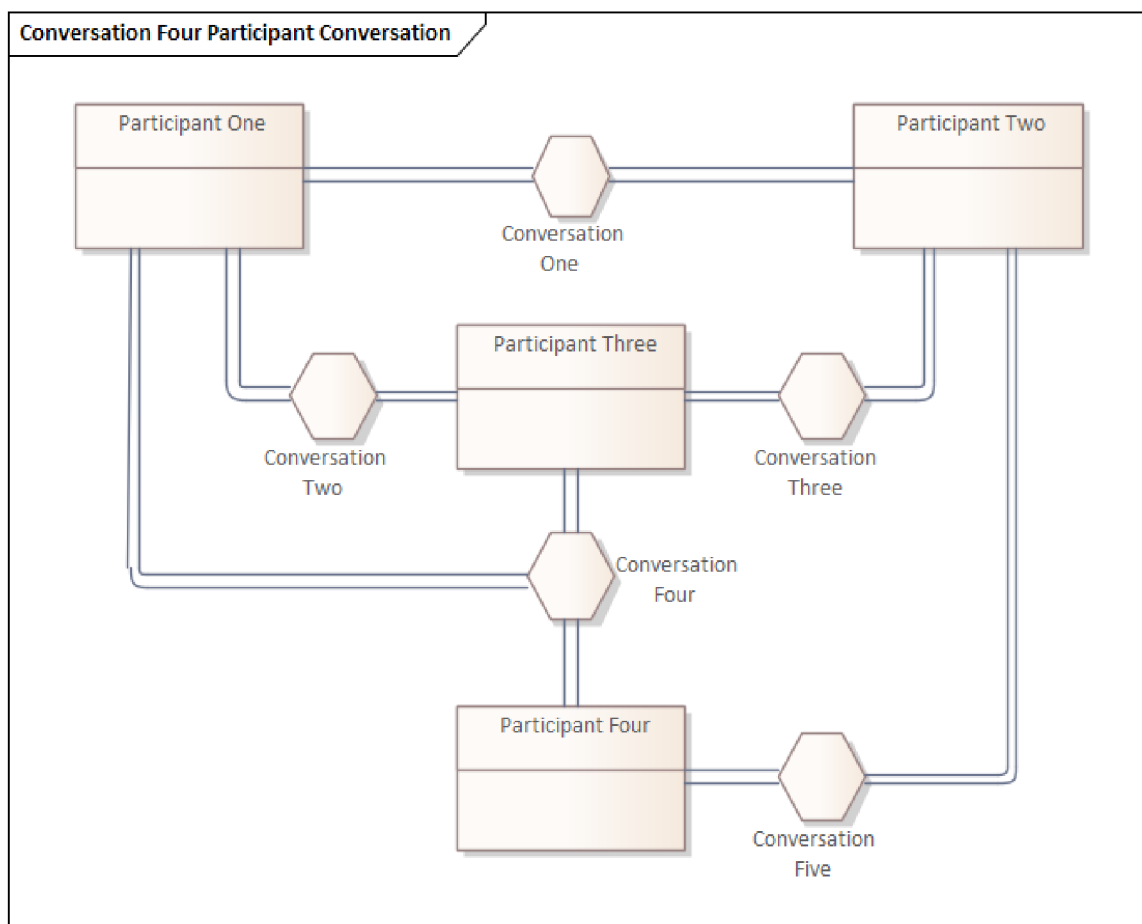 Conversation Four Participant Conversation
Participant One
Participant Two
Conversation
One
Participant Three
Conversation
Two
Conversation
Three
Conversation
Four
Participant Four
Conversation
Five